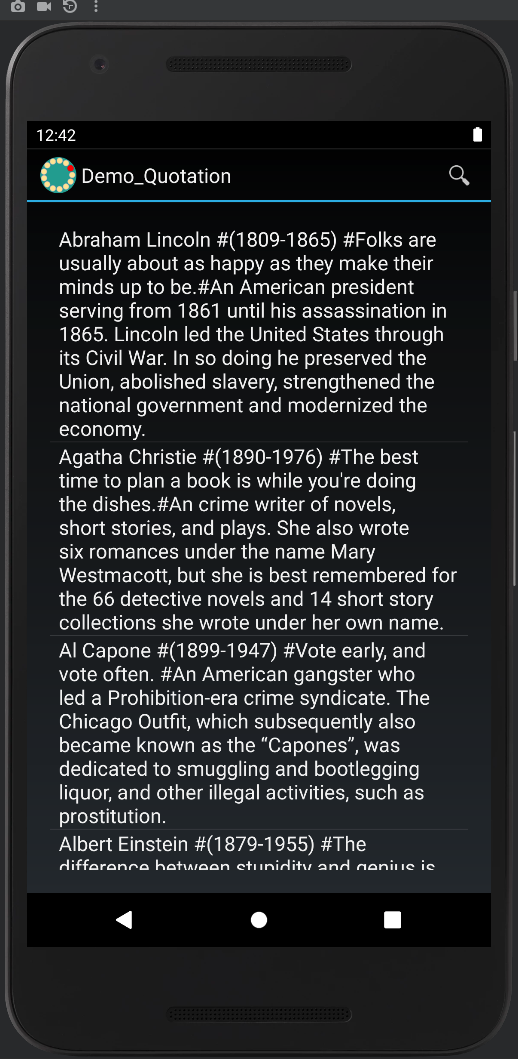 12:42
Demo_Quotation
Abraham Lincoln #(1809-1865) #Folks are
usually about as happy as they make their
minds up to be.#An American president
serving from 1861 until his assassination in
1865. Lincoln led the United States through
its Civil War. In so doing he preserved the
Union, abolished slavery, strengthened the
national government and modernized the
economy.
Agatha Christie #(1890-1976) #The best
time to plan a book is while you're doing
the dishes.#An crime writer of novels,
short stories, and plays. She also wrote
six romances under the name Mary
Westmacott, but she is best remembered for
the 66 detective novels and 14 short story
collections she wrote under her own name.
Al Capone #(1899-1947) #Vote early, and
vote often. #An American gangster who
led a Prohibition-era crime syndicate. The
Chicago Outfit, which subsequently also
became known as the “Capones”, was
dedicated to smuggling and bootlegging
liquor, and other illegal activities, such as
prostitution.
Albert Einstein #(1879-1955) #The
difference between stupidity and genius is